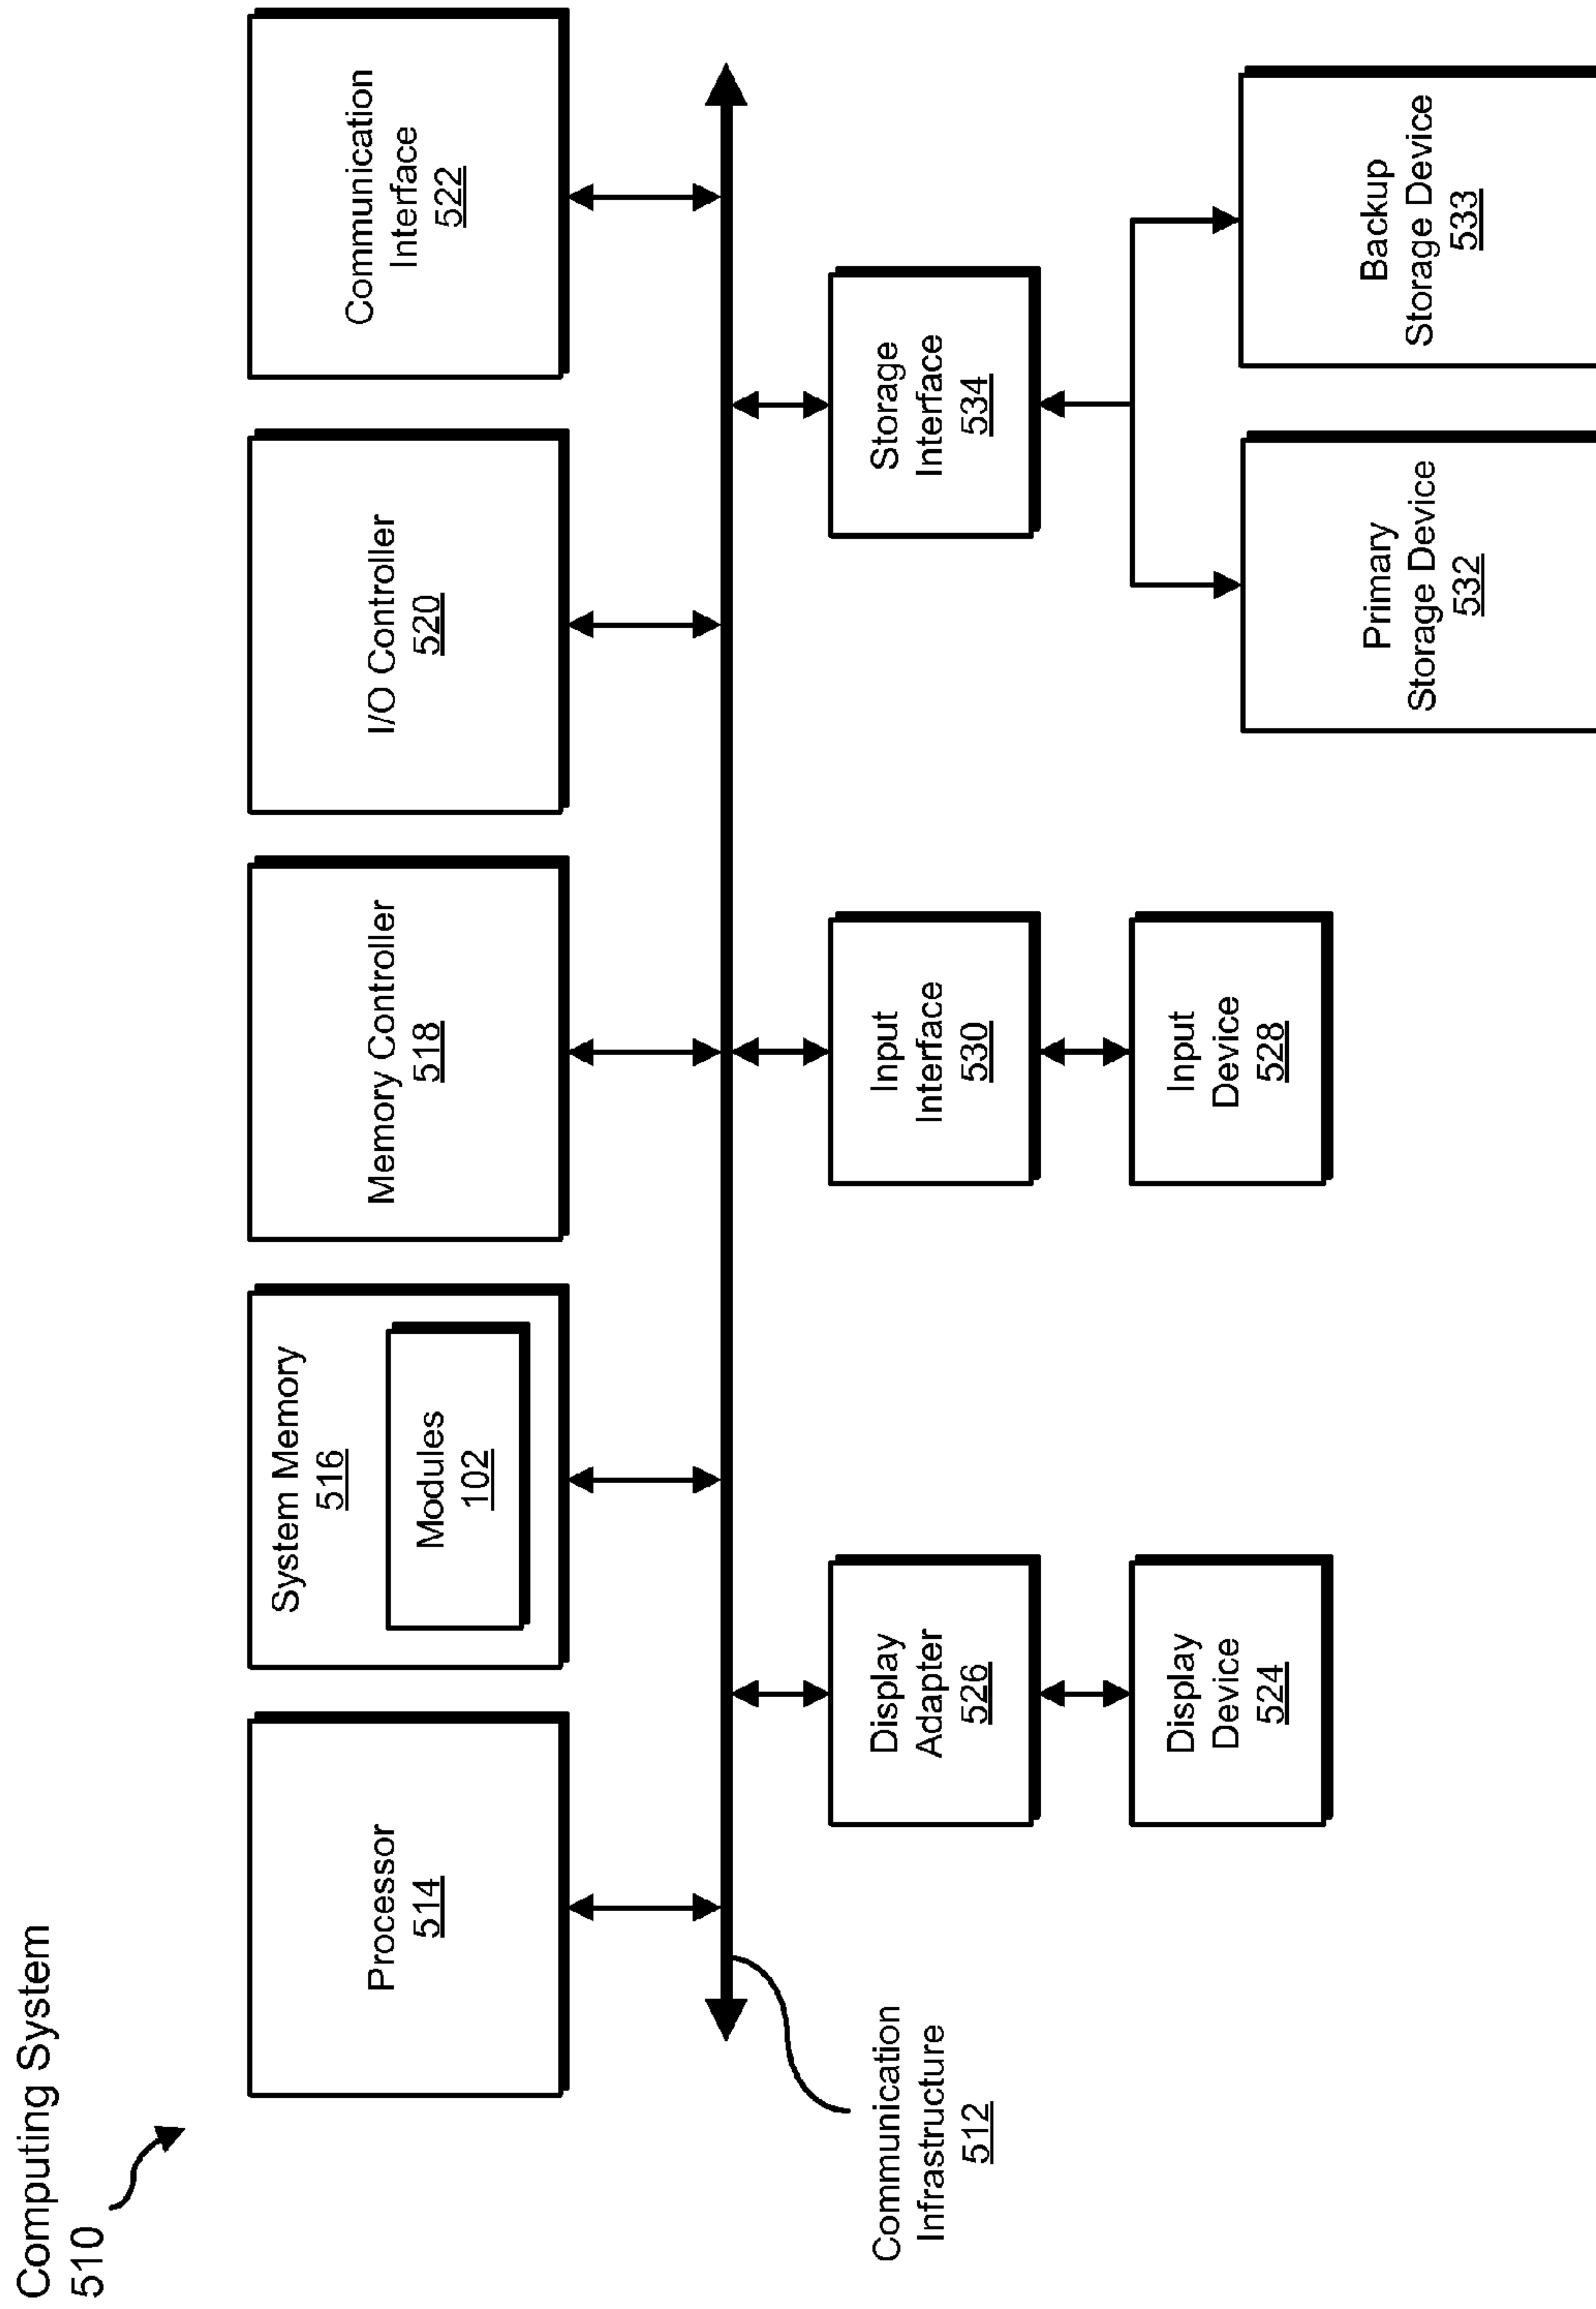 Computing System
510
Processor
514
System Memory
516
Modules
102
Memory Controller
518
I/O Controller
520
Communication
Interface
522
Communication
Infrastructure
512
Display
Adapter
526
Input
Interface
530
Storage
Interface
534
Display
Device
524
Input
Device
528
Primary
Storage Device
532
Backup
Storage Device
533